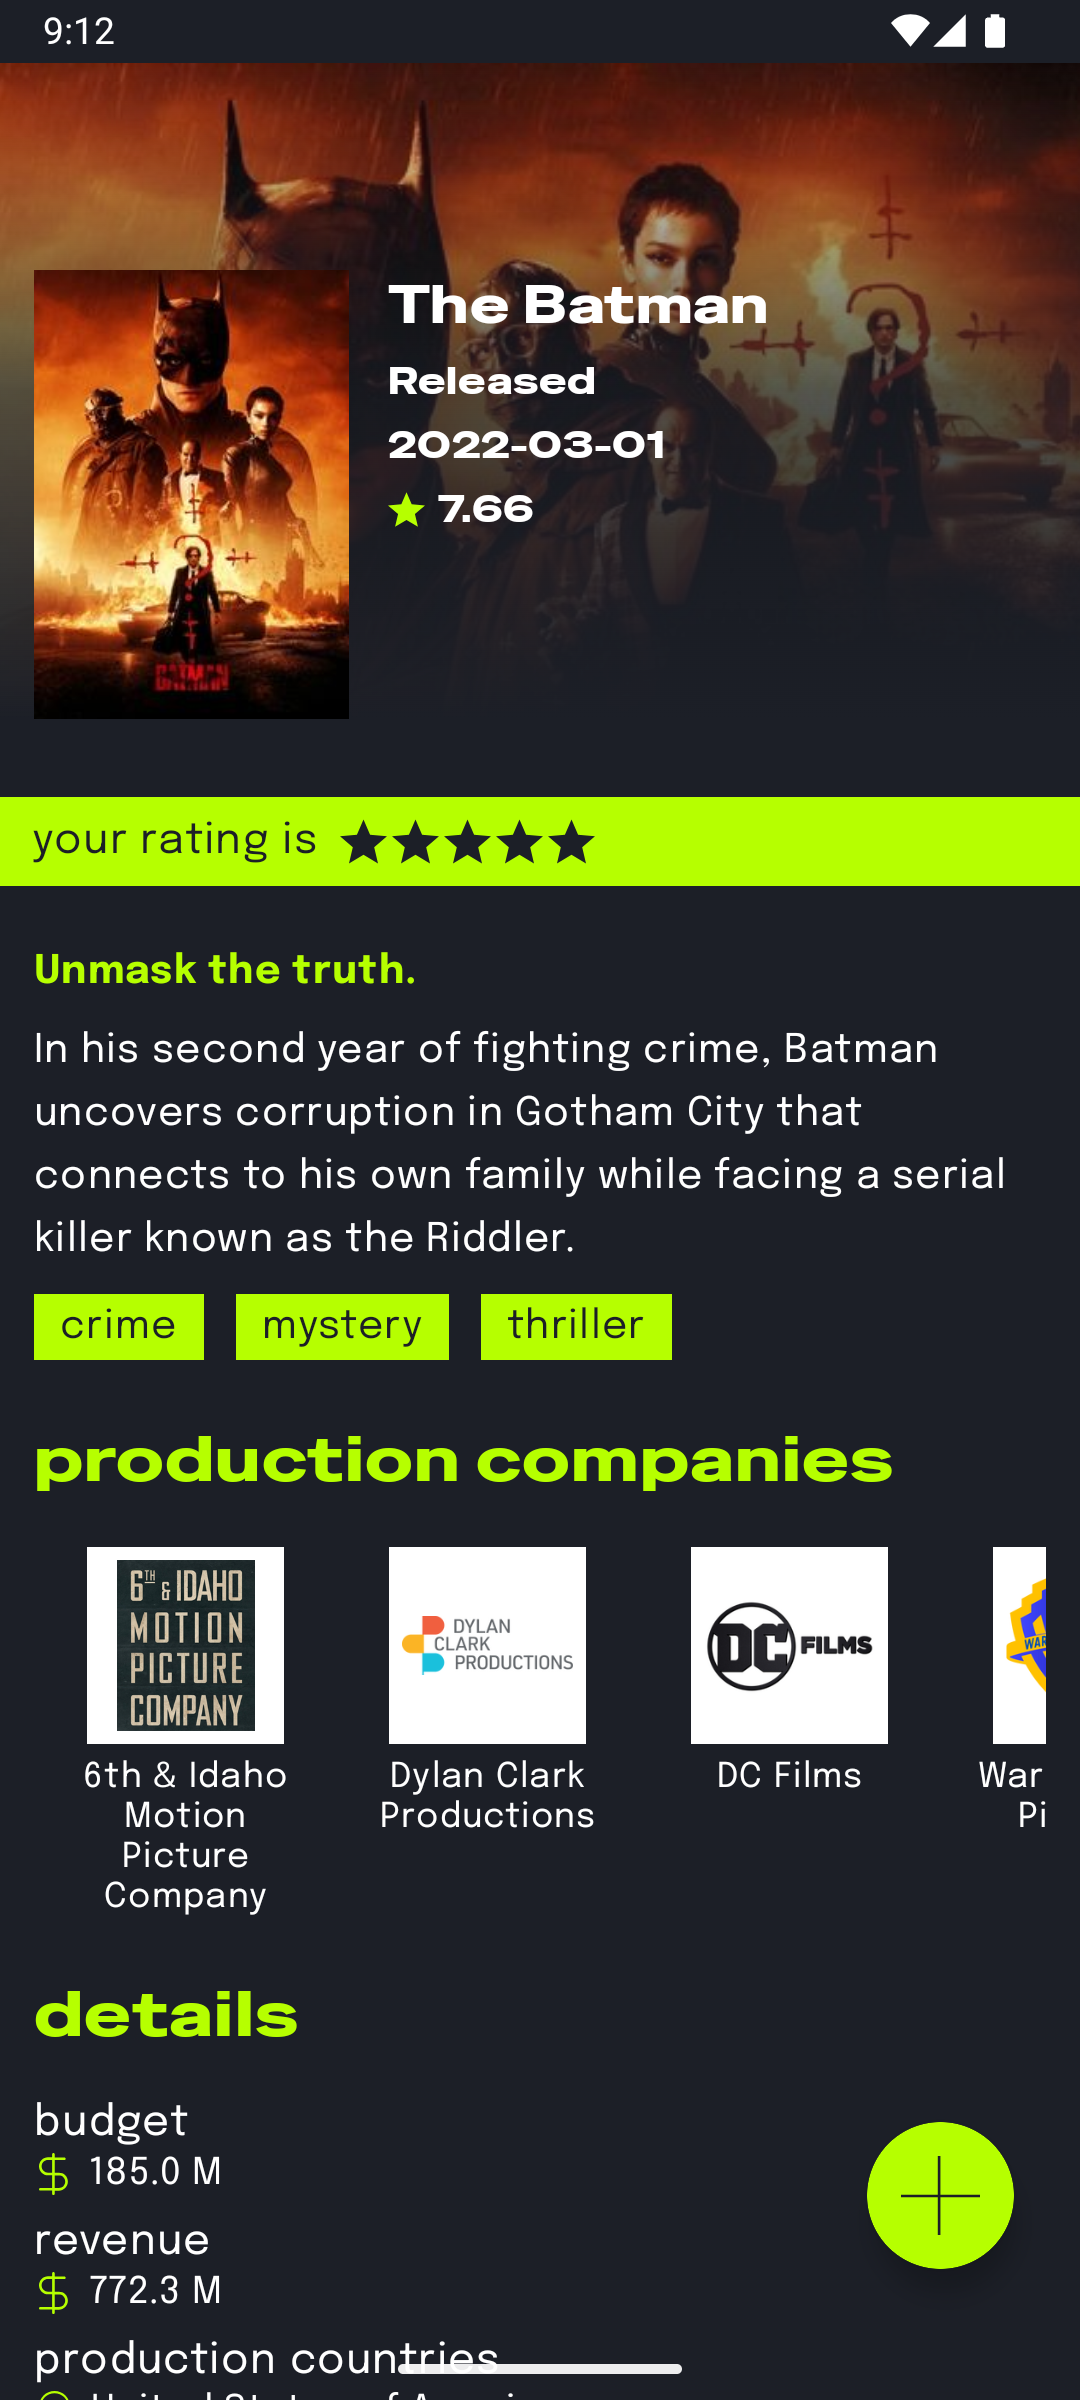 9:12
The Batman
Released
2022-03-01
7.66
BATMAN
your rating is
Unmask the truth.
In his second year of fighting crime, Batman
uncovers corruption in Gotham City that
connects to his own family while facing a serial
killer known as the Riddler.
crime mystery thriller
production companies
6TH & IDAHO
MOTION
PICTURE
COMPANY
DYLAN
CLARK
PRODUCTIONS
DC FILMS
WAR
6th & Idaho
Motion
Picture
Company
Dylan Clark
Productions
DC Films
War
Pi
details
budget
$ 185.0 M
revenue
$ 772.3 M
production countries